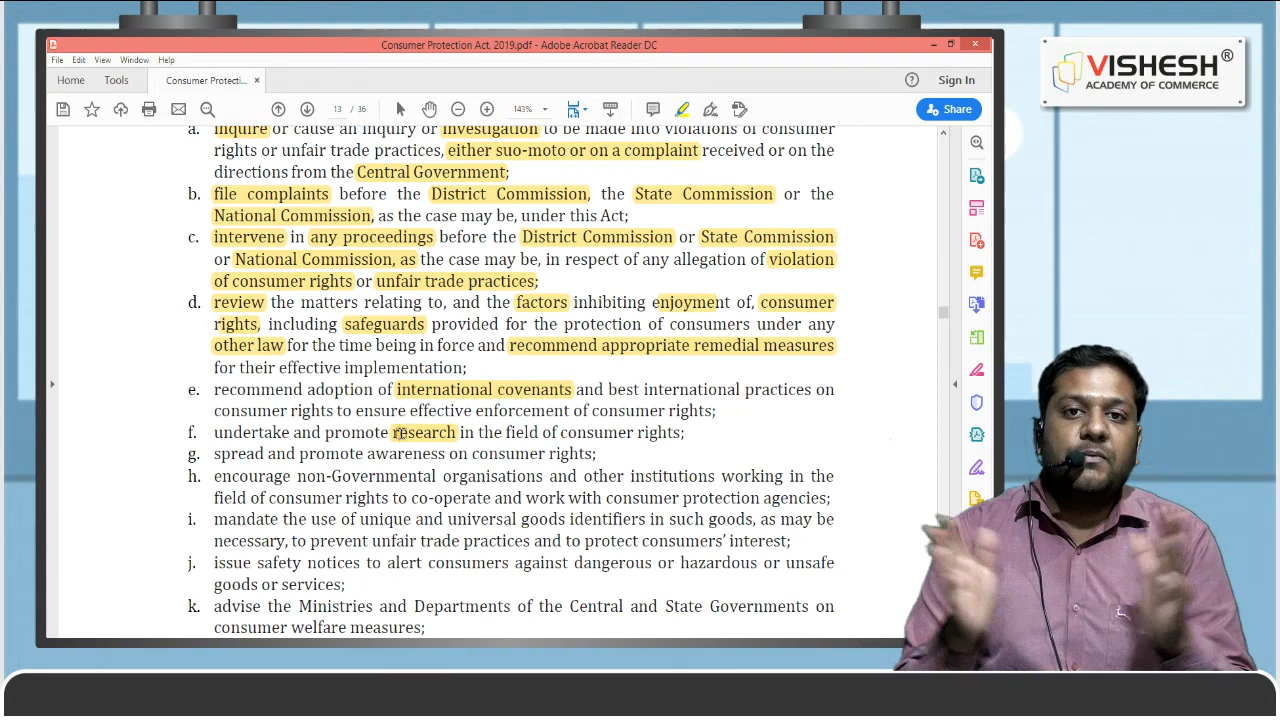 Consumer Protection Act, 2019.pdf - Adobe Acrobat Reader DC
File Edit View Window Help
Home Tools Consumer Protecti... × Sign In
13 / 36 143% Share
VISHESH®
ACADEMY OF COMMERCE
a. inquire or cause an inquiry or investigation to be made into violations of consumer
rights or unfair trade practices, either suo-moto or on a complaint received or on the
directions from the Central Government;
b. file complaints before the District Commission, the State Commission or the
National Commission, as the case may be, under this Act;
c. intervene in any proceedings before the District Commission or State Commission
or National Commission, as the case may be, in respect of any allegation of violation
of consumer rights or unfair trade practices;
d. review the matters relating to, and the factors inhibiting enjoyment of, consumer
rights, including safeguards provided for the protection of consumers under any
other law for the time being in force and recommend appropriate remedial measures
for their effective implementation;
e. recommend adoption of international covenants and best international practices on
consumer rights to ensure effective enforcement of consumer rights;
f. undertake and promote research in the field of consumer rights;
g. spread and promote awareness on consumer rights;
h. encourage non-Governmental organisations and other institutions working in the
field of consumer rights to co-operate and work with consumer protection agencies;
i. mandate the use of unique and universal goods identifiers in such goods, as may be
necessary, to prevent unfair trade practices and to protect consumers' interest;
j. issue safety notices to alert consumers against dangerous or hazardous or unsafe
goods or services;
k. advise the Ministries and Departments of the Central and State Governments on
consumer welfare measures;